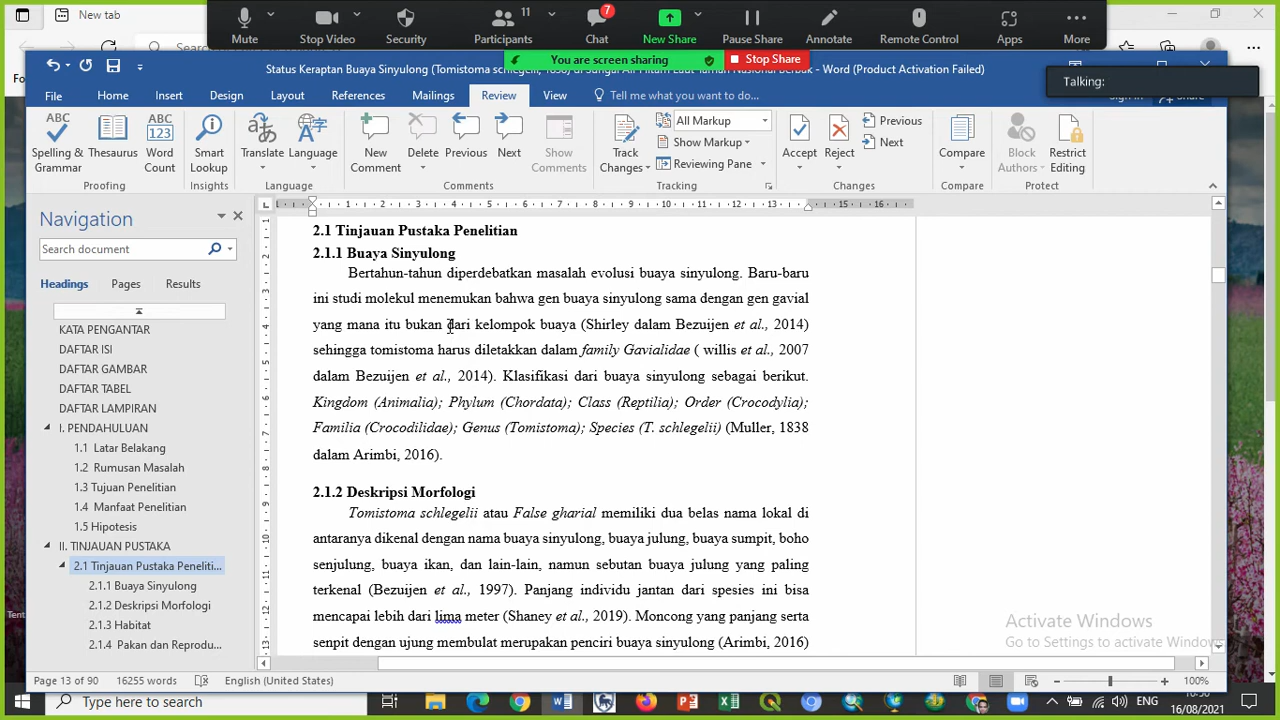 New tab
Mute
Stop Video
Security
11
Participants
7
Chat
New Share
Pause Share
Annotate
Remote Control
Apps
More
You are screen sharing
Stop Share
Talking:
File
Home
Insert
Design
Layout
References
Mailings
Review
View
Tell me what you want to do...
Spelling & Grammar
Thesaurus
Word Count
Smart Lookup
Translate
Language
New Comment
Delete
Previous
Next
Show Comments
Track Changes
All Markup
Show Markup
Reviewing Pane
Accept
Reject
Previous
Next
Compare
Block Authors
Restrict Editing
Proofing
Insights
Language
Comments
Tracking
Changes
Compare
Protect
Navigation
Search document
Headings
Pages
Results
KATA PENGANTAR
DAFTAR ISI
DAFTAR GAMBAR
DAFTAR TABEL
DAFTAR LAMPIRAN
I. PENDAHULUAN
1.1 Latar Belakang
1.2 Rumusan Masalah
1.3 Tujuan Penelitian
1.4 Manfaat Penelitian
1.5 Hipotesis
II. TINJAUAN PUSTAKA
2.1 Tinjauan Pustaka Peneliti...
2.1.1 Buaya Sinyulong
2.1.2 Deskripsi Morfologi
2.1.3 Habitat
2.1.4 Pakan dan Reprodu...
2.1 Tinjauan Pustaka Penelitian
2.1.1 Buaya Sinyulong
Bertahun-tahun diperdebatkan masalah evolusi buaya sinyulong. Baru-baru
ini studi molekul menemukan bahwa gen buaya sinyulong sama dengan gen gavial
yang mana itu bukan dari kelompok buaya (Shirley dalam Bezuijen et al., 2014)
sehingga tomistoma harus diletakkan dalam family Gavialidae ( willis et al., 2007
dalam Bezuijen et al., 2014). Klasifikasi dari buaya sinyulong sebagai berikut.
Kingdom (Animalia); Phylum (Chordata); Class (Reptilia); Order (Crocodylia);
Familia (Crocodilidae); Genus (Tomistoma); Species (T. schlegelii) (Muller, 1838
dalam Arimbi, 2016).
2.1.2 Deskripsi Morfologi
Tomistoma schlegelii atau False gharial memiliki dua belas nama lokal di
antaranya dikenal dengan nama buaya sinyulong, buaya julung, buaya sumpit, boho
senjulung, buaya ikan, dan lain-lain, namun sebutan buaya julung yang paling
terkenal (Bezuijen et al., 1997). Panjang individu jantan dari spesies ini bisa
mencapai lebih dari limma meter (Shaney et al., 2019). Moncong yang panjang serta
senpit dengan ujung membulat merupakan penciri buaya sinyulong (Arimbi, 2016)
Activate Windows
Go to Settings to activate Windows
Page 13 of 90
16255 words
English (United States)
100%
Type here to search
ENG
16/08/2021